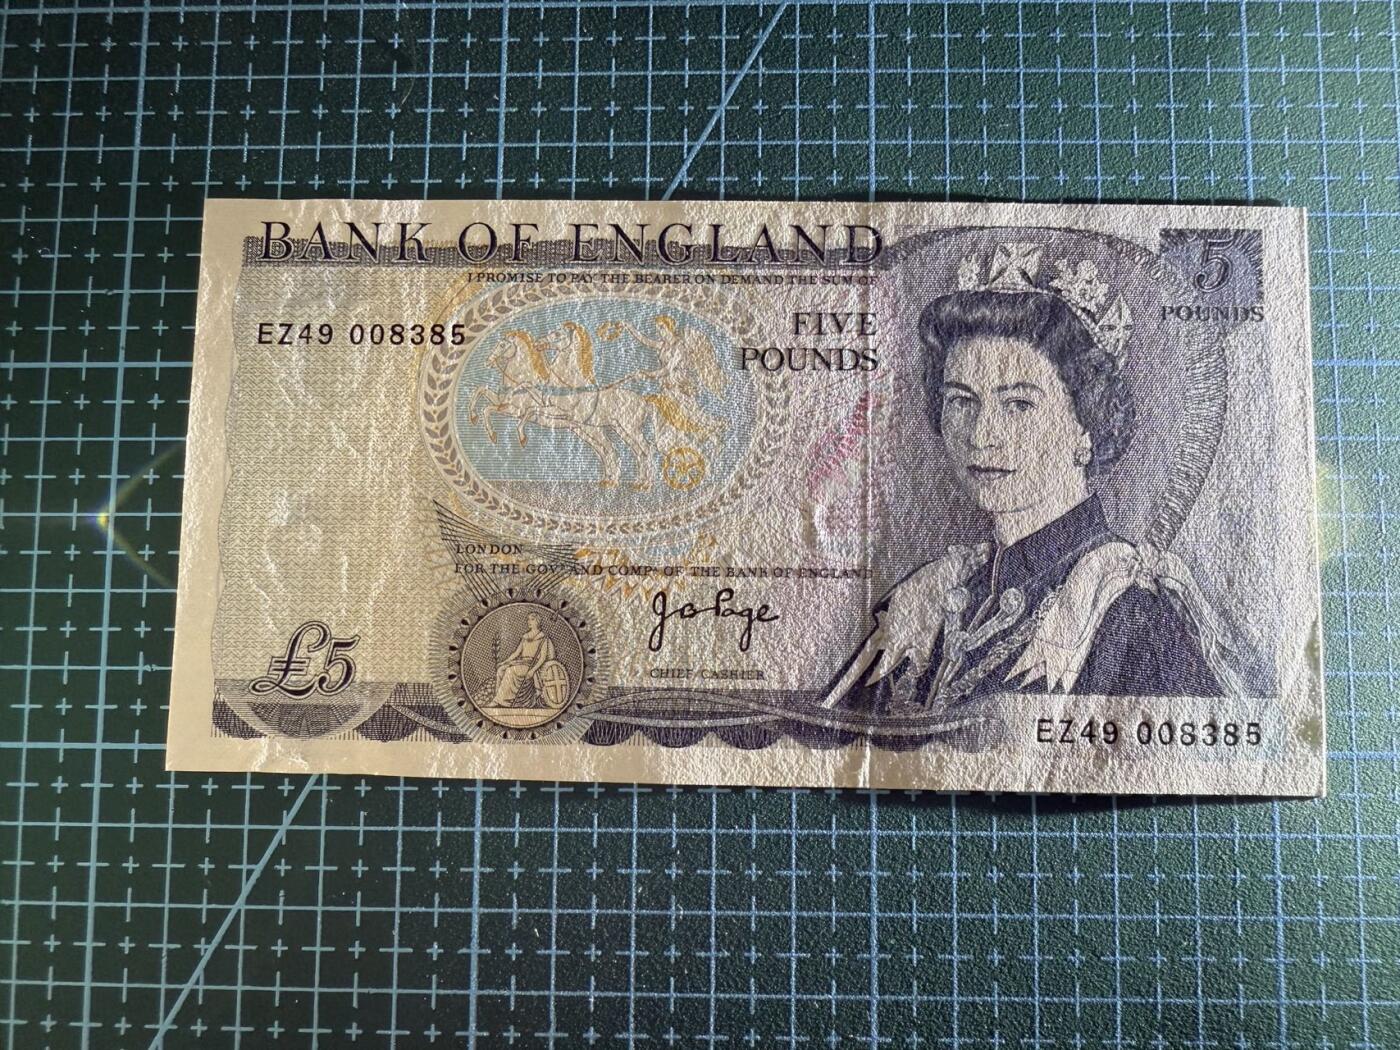 BANK OF ENGLAND
I PROMISE TO PAY THE BEARER ON DEMAND THE SUM OF
5
POUNDS
EZ49 008385
FIVE
POUNDS
LONDON
FOR THE GOVR AND COMPA OF THE BANK OF ENGLAND
JB Page
CHIEF CASHIER
£5
EZ49 008385